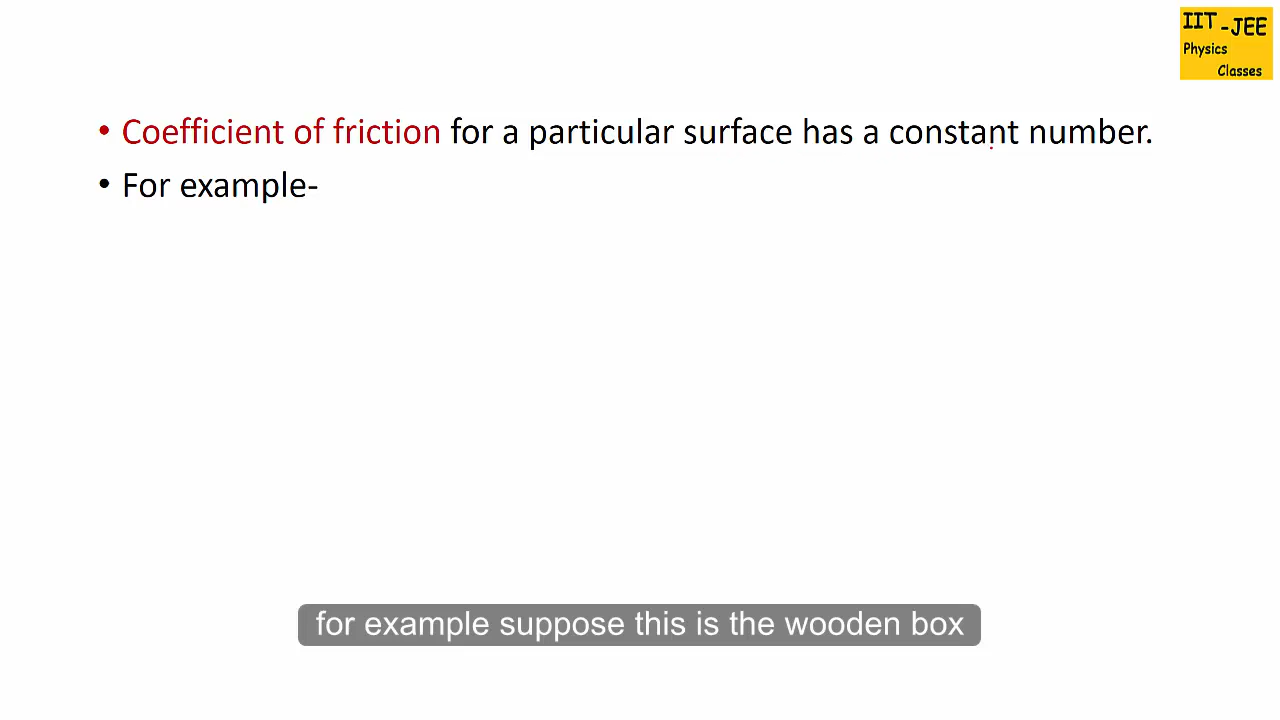 IIT-JEE
Physics
Classes
• Coefficient of friction for a particular surface has a constant number.
• For example-
for example suppose this is the wooden box